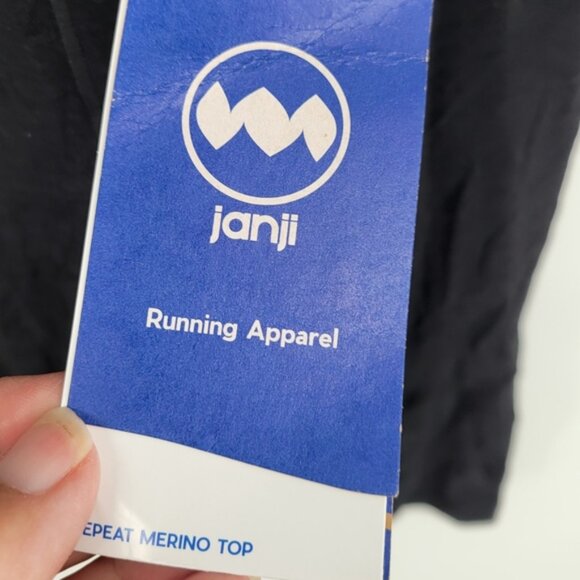 janji
Running Apparel
EPEAT MERINO TOP